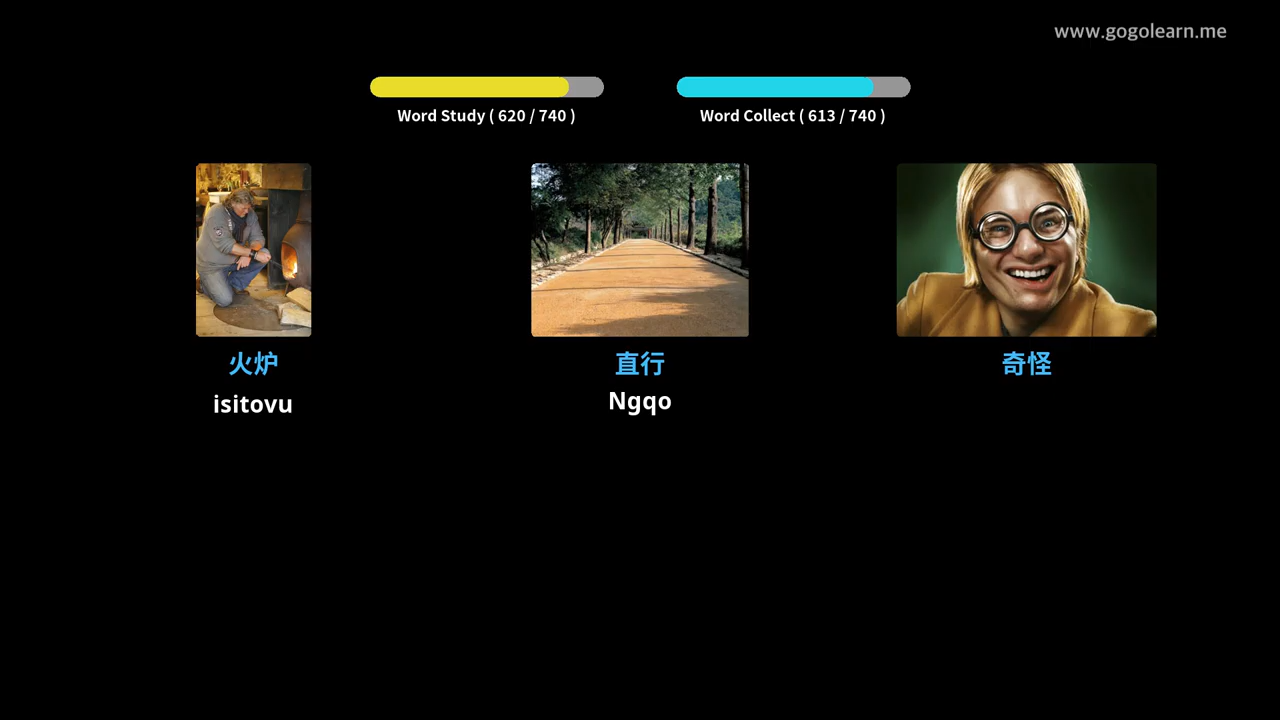 www.gogolearn.me
Word Study ( 620 / 740 )
Word Collect ( 613 / 740 )
火炉
isitovu
直行
Ngqo
奇怪